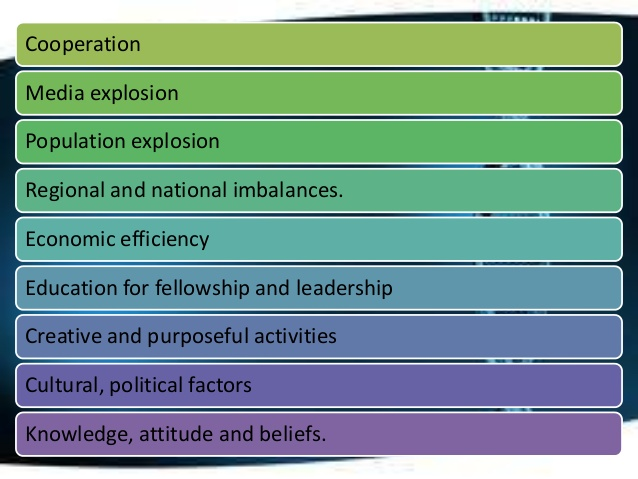 Cooperation
Media explosion
Population explosion
Regional and national imbalances.
Economic efficiency
Education for fellowship and leadership
Creative and purposeful activities
Cultural, political factors
Knowledge, attitude and beliefs.